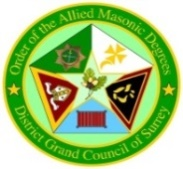 Order of the Allied Masonic Degrees
District Grand Council of Surrey